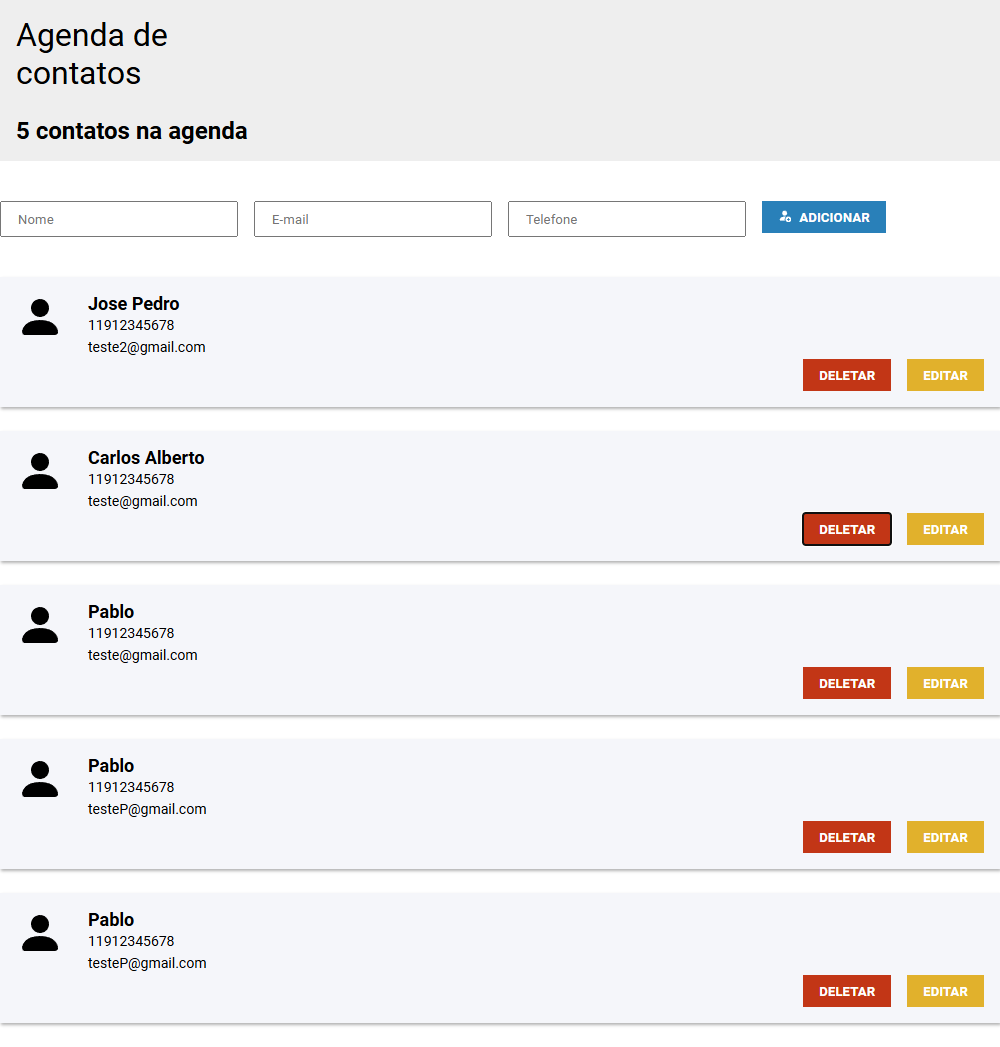 Agenda de
contatos
5 contatos na agenda
Nome
E-mail
Telefone
ADICIONAR
Jose Pedro
11912345678
teste2@gmail.com
DELETAR
EDITAR
Carlos Alberto
11912345678
teste@gmail.com
DELETAR
EDITAR
Pablo
11912345678
teste@gmail.com
DELETAR
EDITAR
Pablo
11912345678
testeP@gmail.com
DELETAR
EDITAR
Pablo
11912345678
testeP@gmail.com
DELETAR
EDITAR